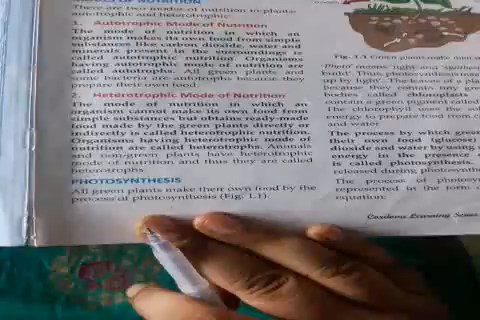 There are two modes of nutrition in plants:
autotrophic and heterotrophic.
1. Autotrophic Mode of Nutrition
The mode of nutrition in which an
organism makes its own food from simple
substances like carbon dioxide, water and
minerals present in the surroundings is
called autotrophic nutrition. Organisms
having autotrophic mode of nutrition are
called autotrophs. All green plants and
some bacteria are autotrophs because they
prepare their own food.
2. Heterotrophic Mode of Nutrition
The mode of nutrition in which an
organism cannot make its own food from
simple substances but obtains ready-made
food made by the green plants directly or
indirectly is called heterotrophic nutrition.
Organisms having heterotrophic mode of
nutrition are called heterotrophs. Animals
and non-green plants have heterotrophic
mode of nutrition and thus they are called
heterotrophs.
PHOTOSYNTHESIS
All green plants make their own food by the
process of photosynthesis (Fig. 1.1).
Green plants make their
'Photo' means 'light' and 'synthesis
build'. Thus, photosynthesis means
up by light'. The leaves of a plant
because they contain tiny green
bodies called chloroplasts
contain a green pigment called
The chlorophyll uses the sun
energy to prepare food from
and water.
The process by which green
their own food (glucose)
dioxide and water by using
energy in the presence
is called photosynthesis.
released during photosynthesis
The process of photosyn
represented in the form
equation:
Cordova Learning Series